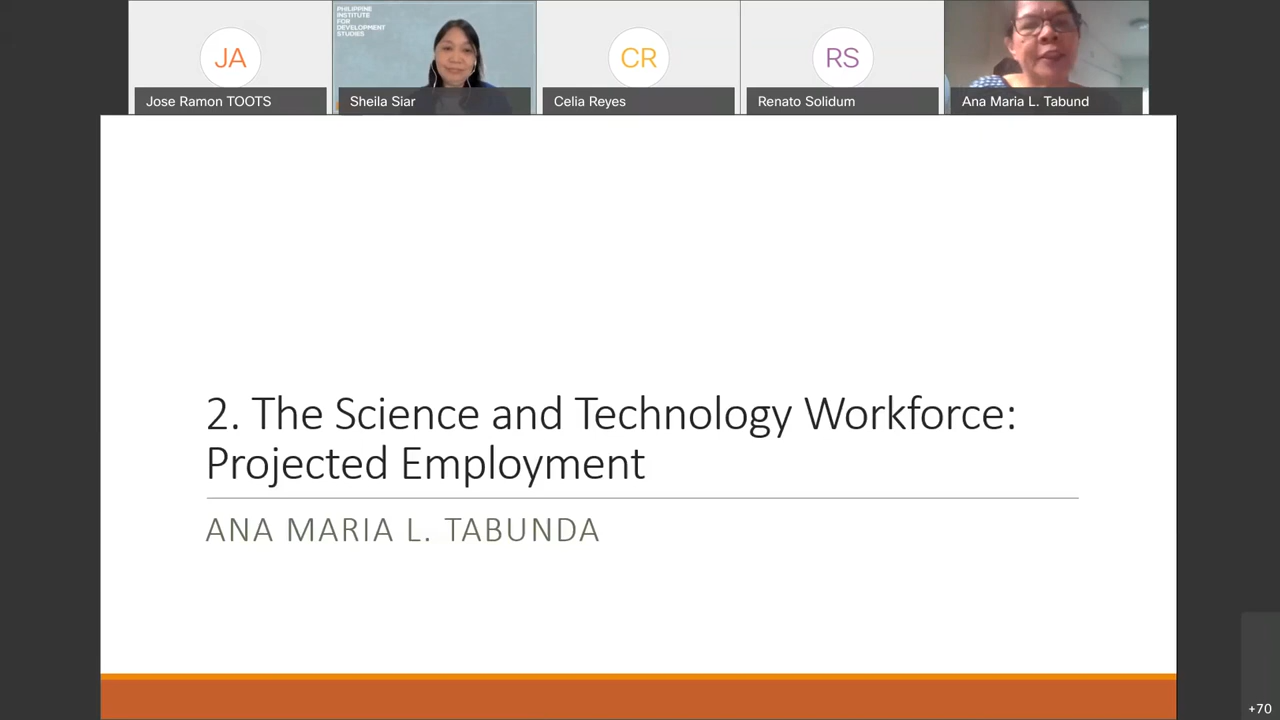 PHILIPPINE
INSTITUTE
FOR
DEVELOPMENT
STUDIES
JA
CR
RS
Jose Ramon TOOTS
Sheila Siar
Celia Reyes
Renato Solidum
Ana Maria L. Tabund
2. The Science and Technology Workforce:
Projected Employment
ANA MARIA L. TABUNDA
+70